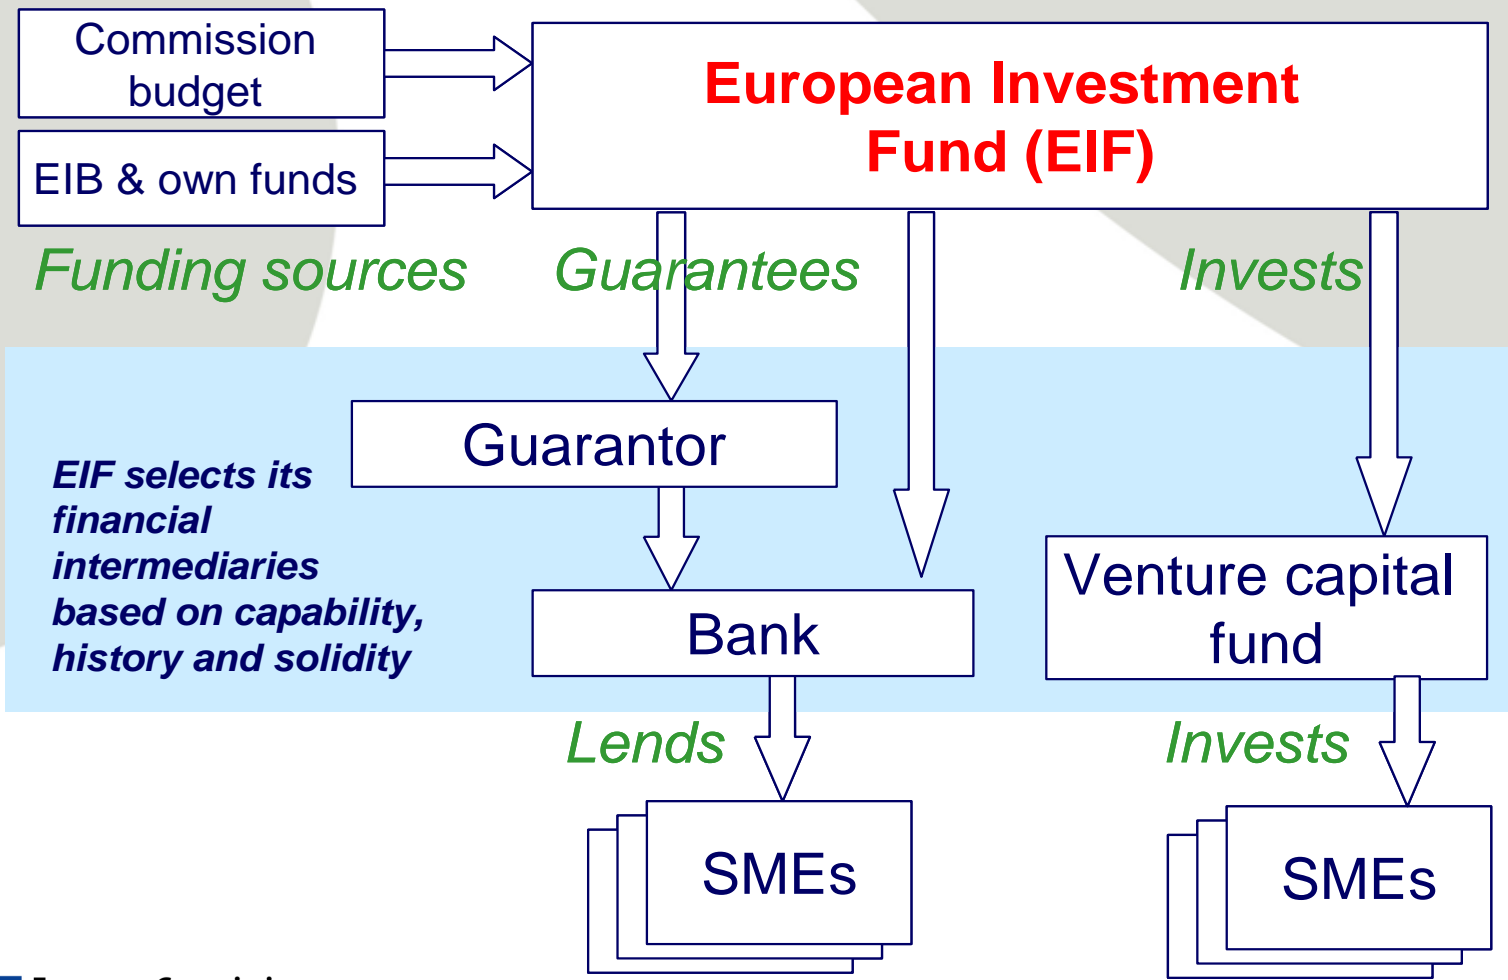 Commission
budget
European Investment
Fund (EIF)
EIB & own funds
Funding sources
Guarantees
Invests
Guarantor
EIF selects its
financial
intermediaries
based on capability,
history and solidity
Venture capital
fund
Bank
Lends
Invests
SMEs
SMEs